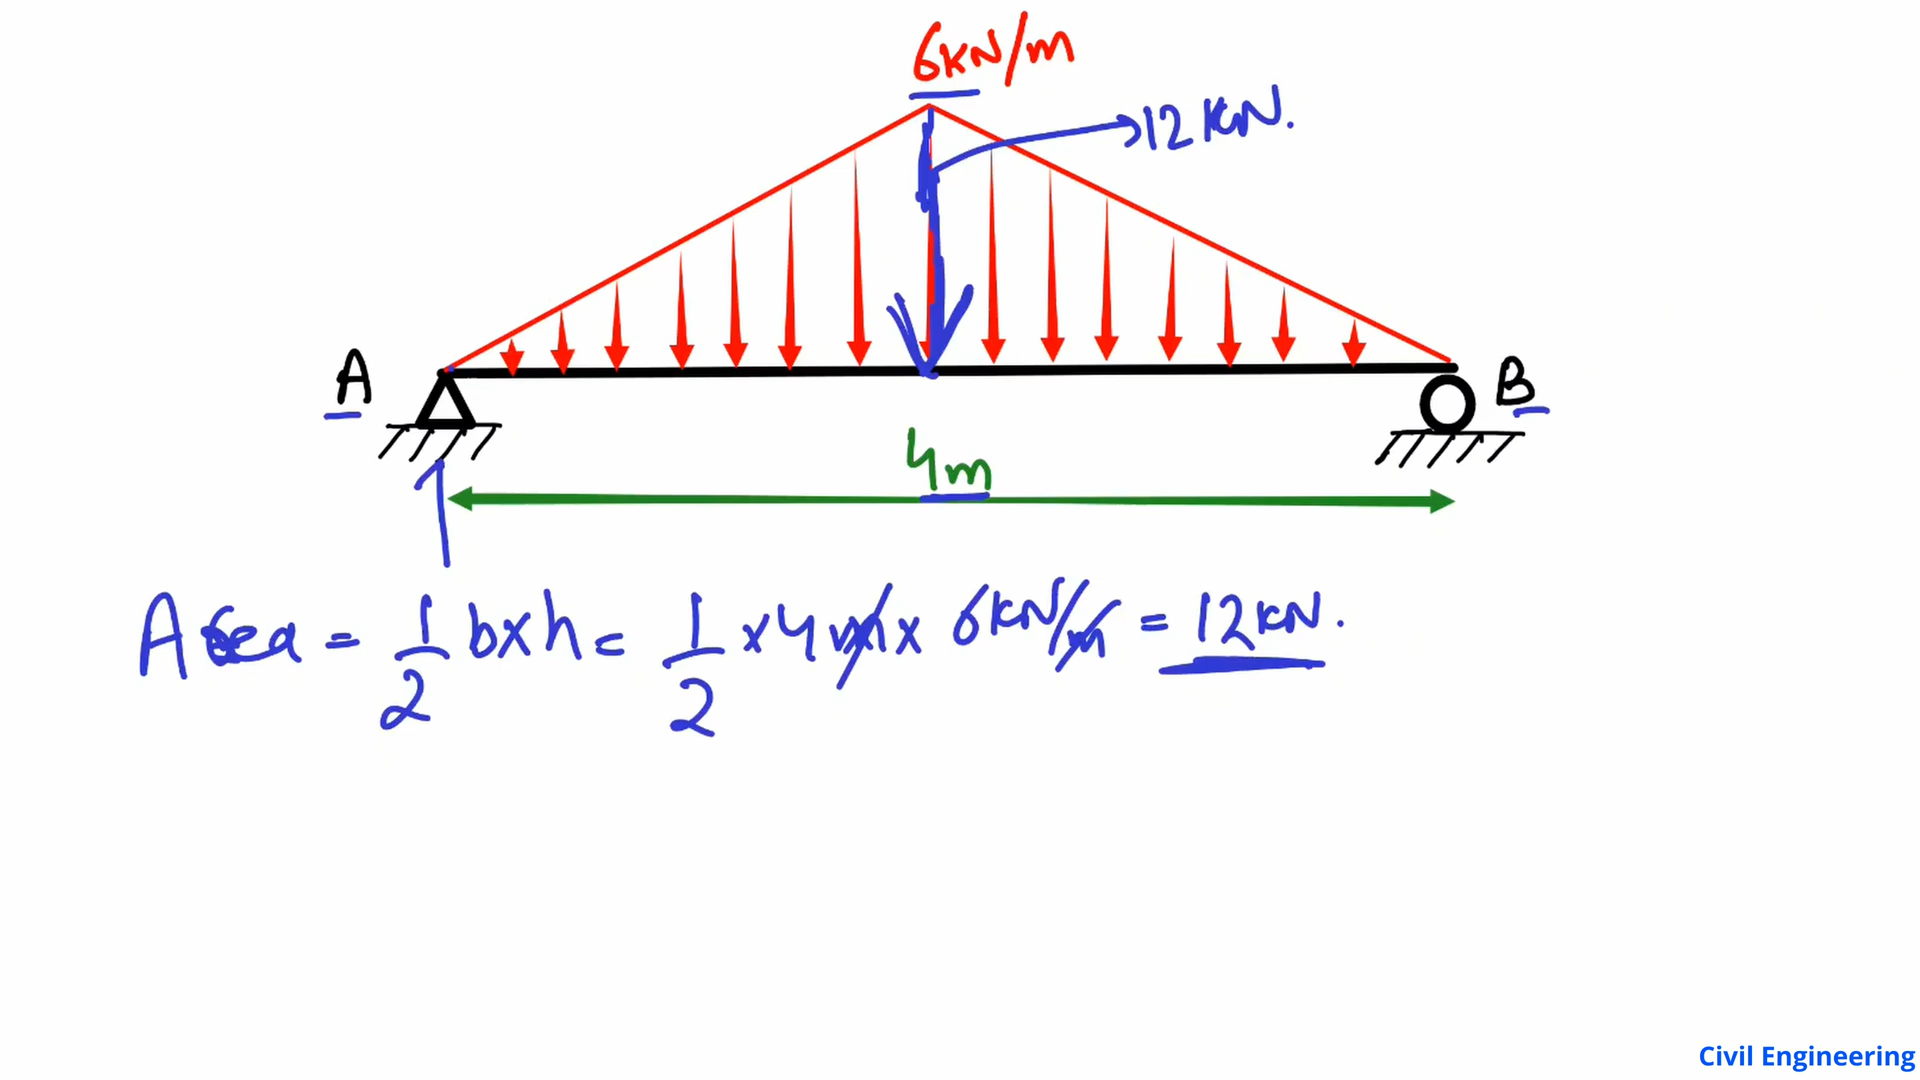 6KN/m
12 KN.
A
B
4m
Area = 1/2 b x h = 1/2 x 4m x 6KN/m = 12KN.
Civil Engineering